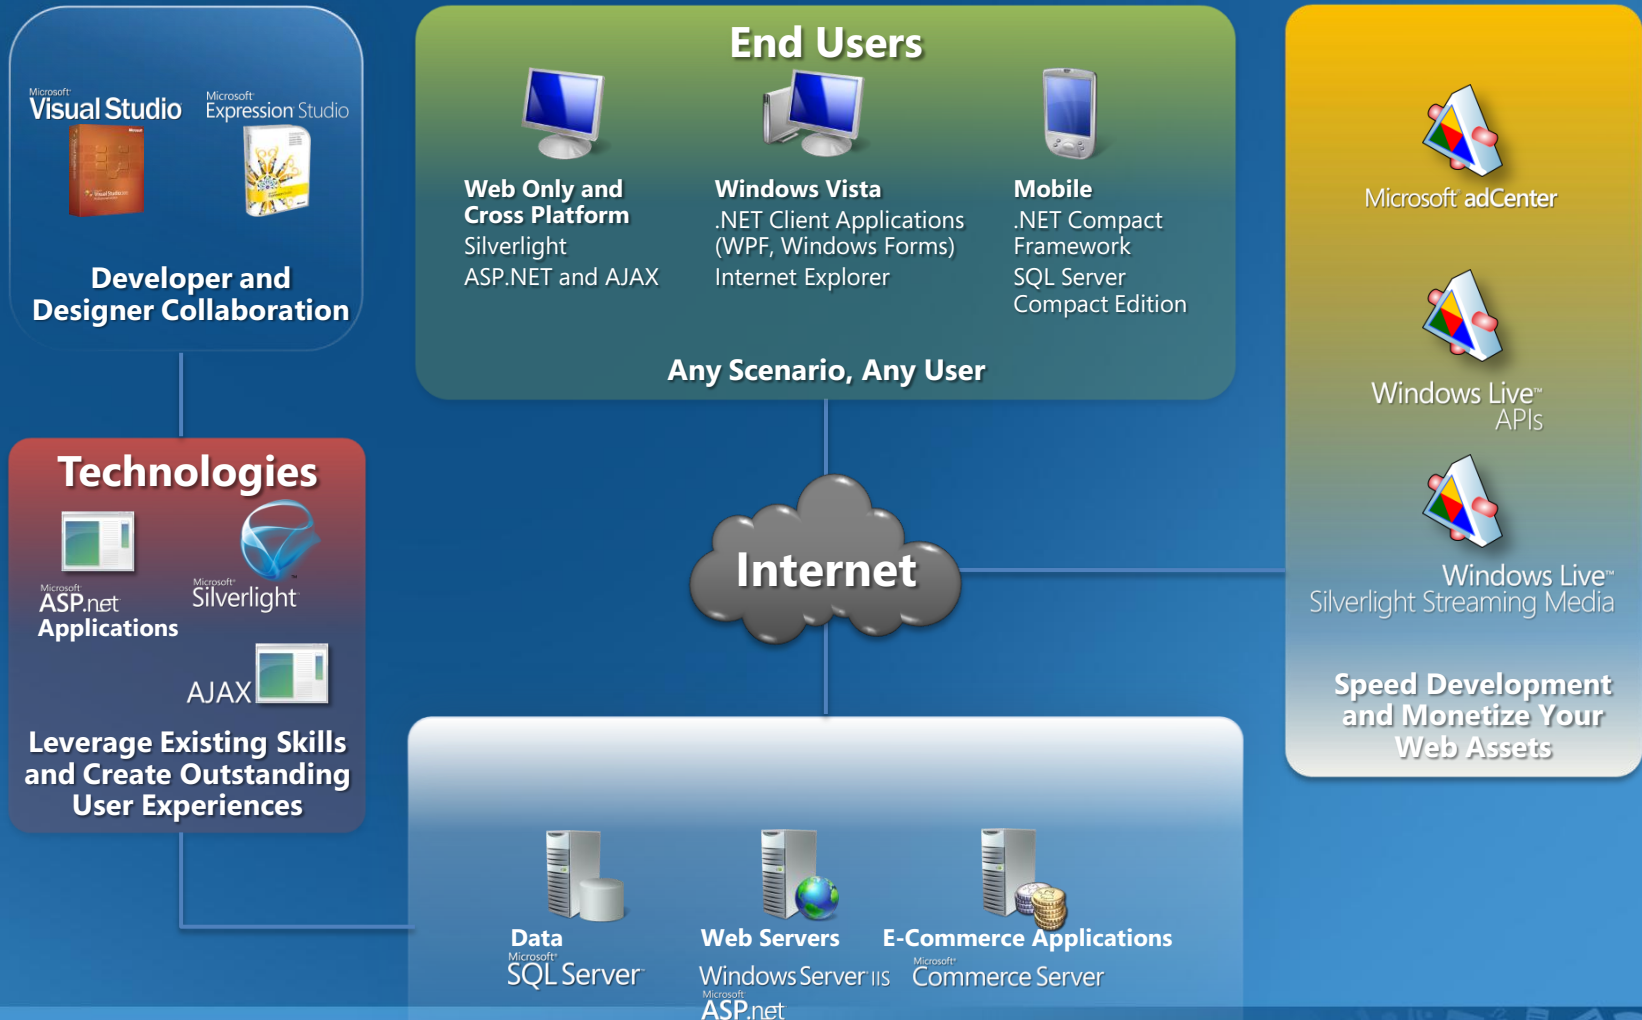 Microsoft
Visual Studio
Microsoft
Expression Studio
Developer and
Designer Collaboration
End Users
Web Only and
Cross Platform
Silverlight
ASP.NET and AJAX
Windows Vista
.NET Client Applications
(WPF, Windows Forms)
Internet Explorer
Mobile
.NET Compact
Framework
SQL Server
Compact Edition
Any Scenario, Any User
Microsoft adCenter
Windows Live™
APIs
Windows Live™
Silverlight Streaming Media
Speed Development
and Monetize Your
Web Assets
Technologies
Microsoft
ASP.net
Applications
Microsoft®
Silverlight™
AJAX
Leverage Existing Skills
and Create Outstanding
User Experiences
Internet
Data
Microsoft®
SQL Server
Web Servers
Windows Server IIS
Microsoft
ASP.net
E-Commerce Applications
Microsoft®
Commerce Server